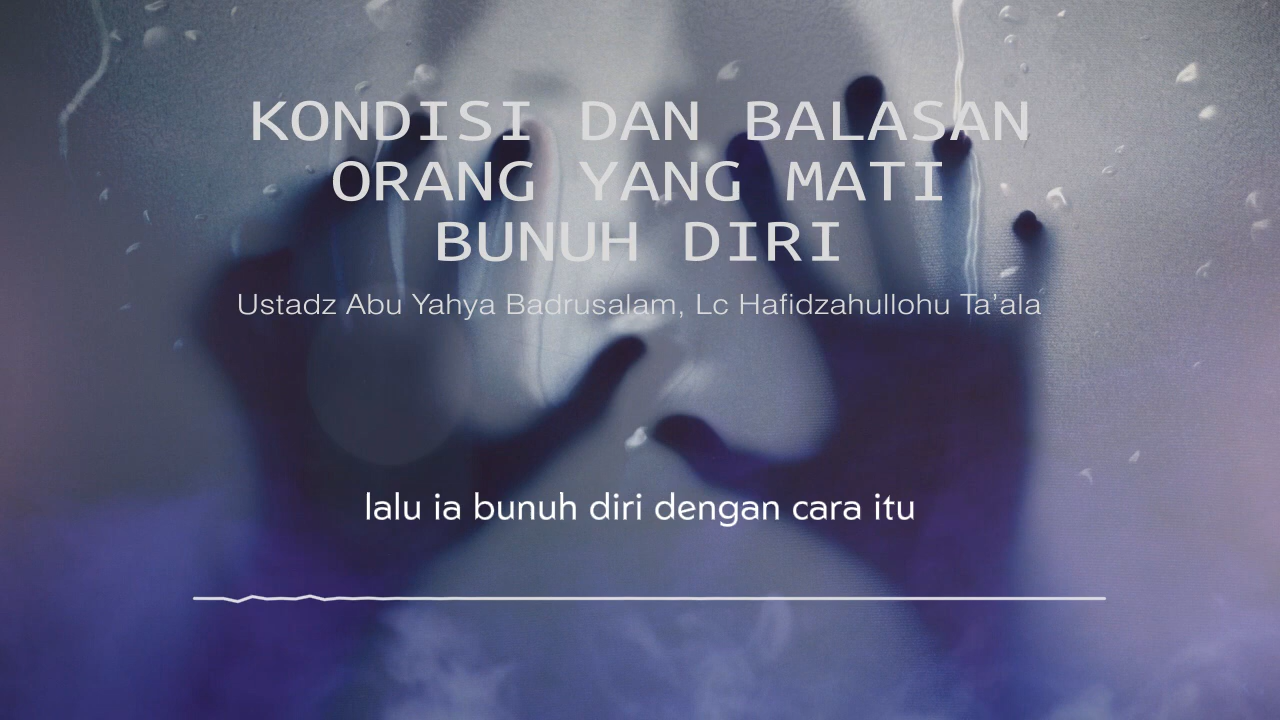 KONDISI DAN BALASAN
ORANG YANG MATI
BUNUH DIRI
Ustadz Abu Yahya Badrusalam, Lc Hafidzahullohu Ta'ala
lalu ia bunuh diri dengan cara itu